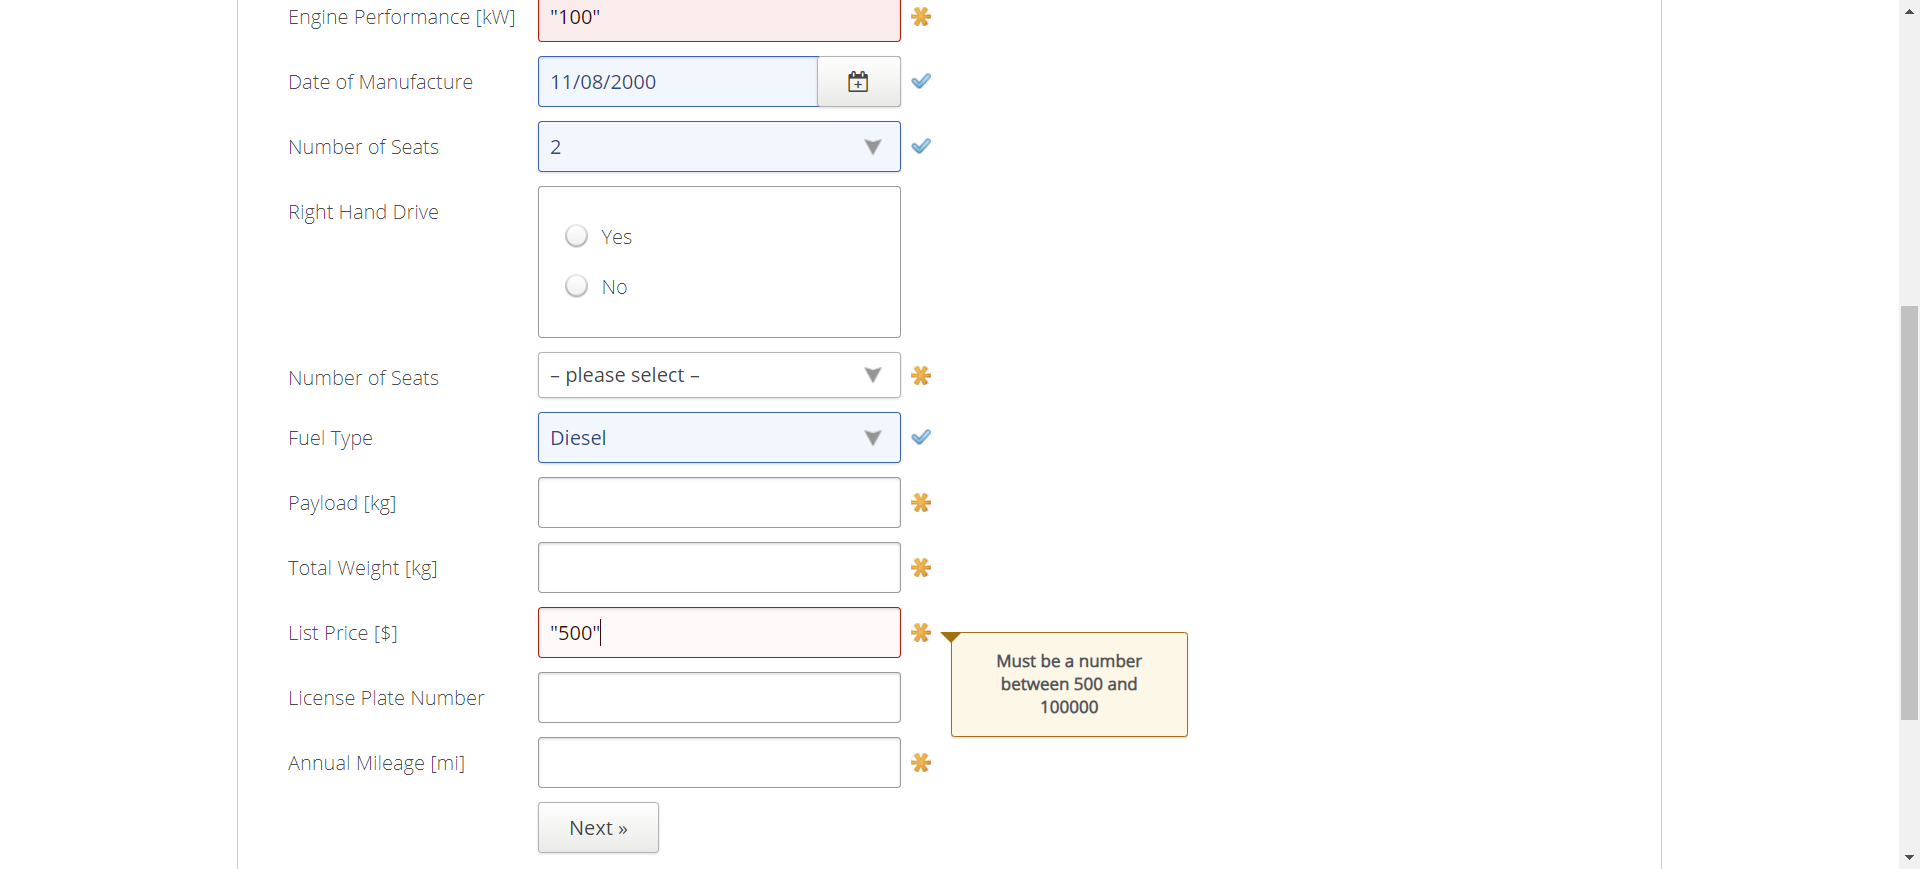 Engine Performance [kW]
"100"
Date of Manufacture
11/08/2000
Number of Seats
2
Right Hand Drive
Yes
No
Number of Seats
– please select –
Fuel Type
Diesel
Payload [kg]
Total Weight [kg]
List Price [$]
"500"
Must be a number
between 500 and
100000
License Plate Number
Annual Mileage [mi]
Next »